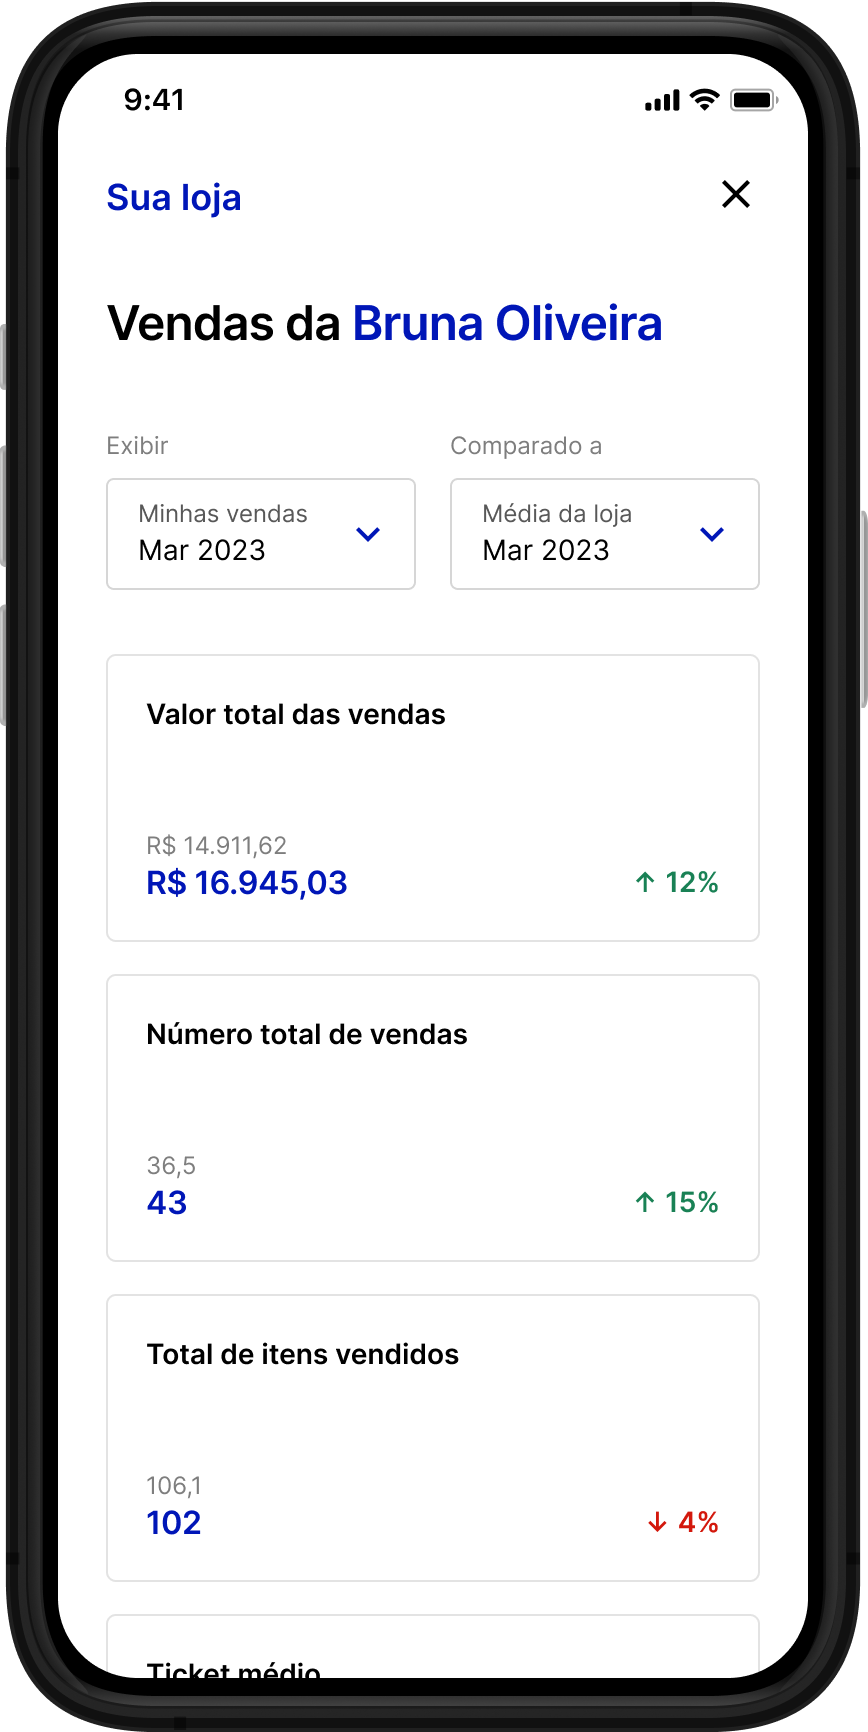 9:41
Sua loja
Vendas da Bruna Oliveira
Exibir
Comparado a
Minhas vendas
Mar 2023
Média da loja
Mar 2023
Valor total das vendas
R$ 14.911,62
R$ 16.945,03
↑ 12%
Número total de vendas
36,5
43
↑ 15%
Total de itens vendidos
106,1
102
↓ 4%
Ticket médio